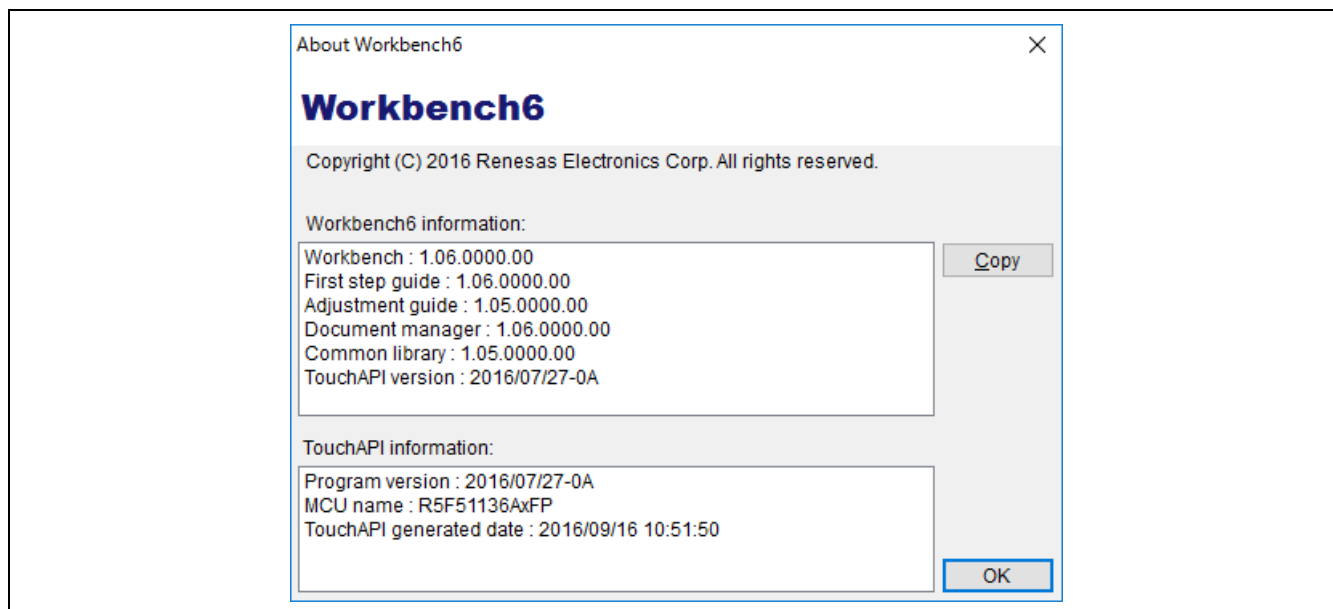 About Workbench6
Workbench6
Copyright (C) 2016 Renesas Electronics Corp. All rights reserved.
Workbench6 information:
Workbench : 1.06.0000.00
First step guide : 1.06.0000.00
Adjustment guide : 1.05.0000.00
Document manager : 1.06.0000.00
Common library : 1.05.0000.00
TouchAPI version : 2016/07/27-0A
Copy
TouchAPI information:
Program version : 2016/07/27-0A
MCU name : R5F51136AxFP
TouchAPI generated date : 2016/09/16 10:51:50
OK